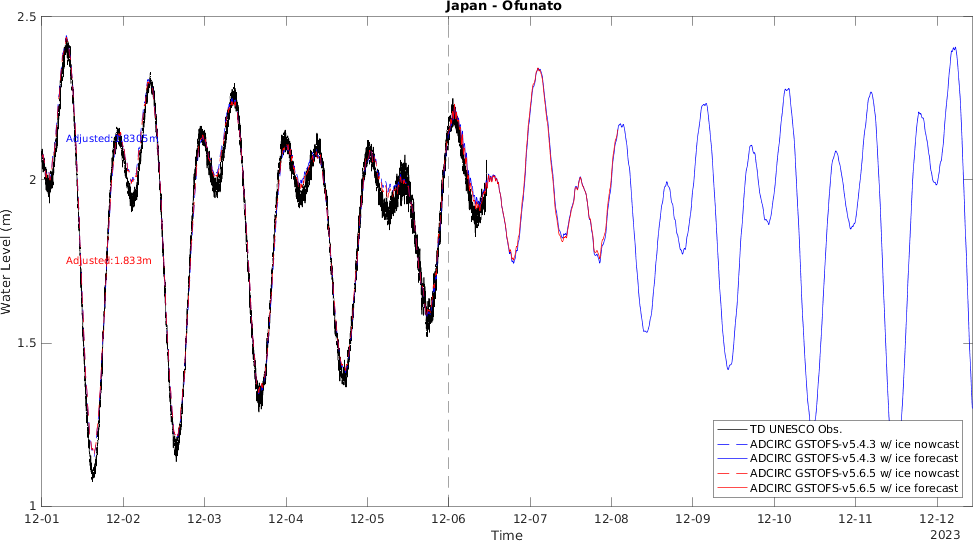 Japan - Ofunato
2.5
2
1.5
1
Water Level (m)
Adjusted:1.8305m
Adjusted:1.833m
TD UNESCO Obs.
ADCIRC GSTOFS-v5.4.3 w/ ice nowcast
ADCIRC GSTOFS-v5.4.3 w/ ice forecast
ADCIRC GSTOFS-v5.6.5 w/ ice nowcast
ADCIRC GSTOFS-v5.6.5 w/ ice forecast
12-01 12-02 12-03 12-04 12-05 12-06 12-07 12-08 12-09 12-10 12-11 12-12
Time
2023